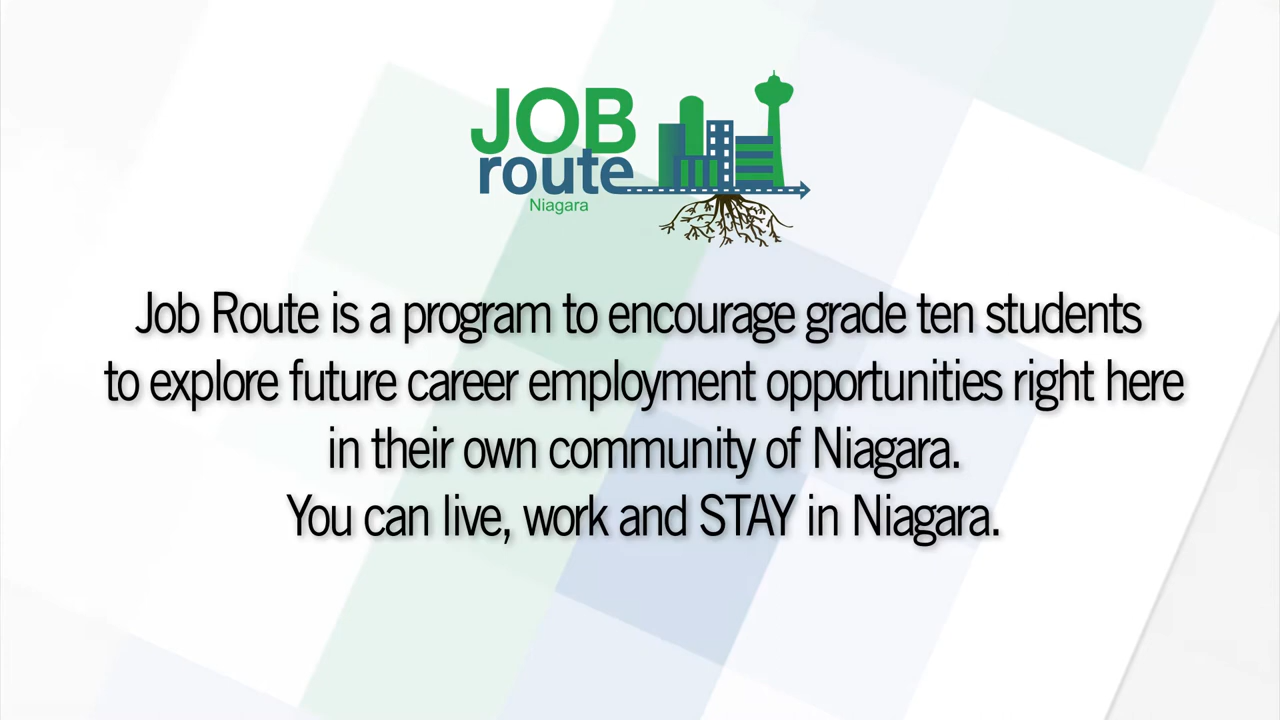 JOB
route
Niagara
Job Route is a program to encourage grade ten students
to explore future career employment opportunities right here
in their own community of Niagara.
You can live, work and STAY in Niagara.